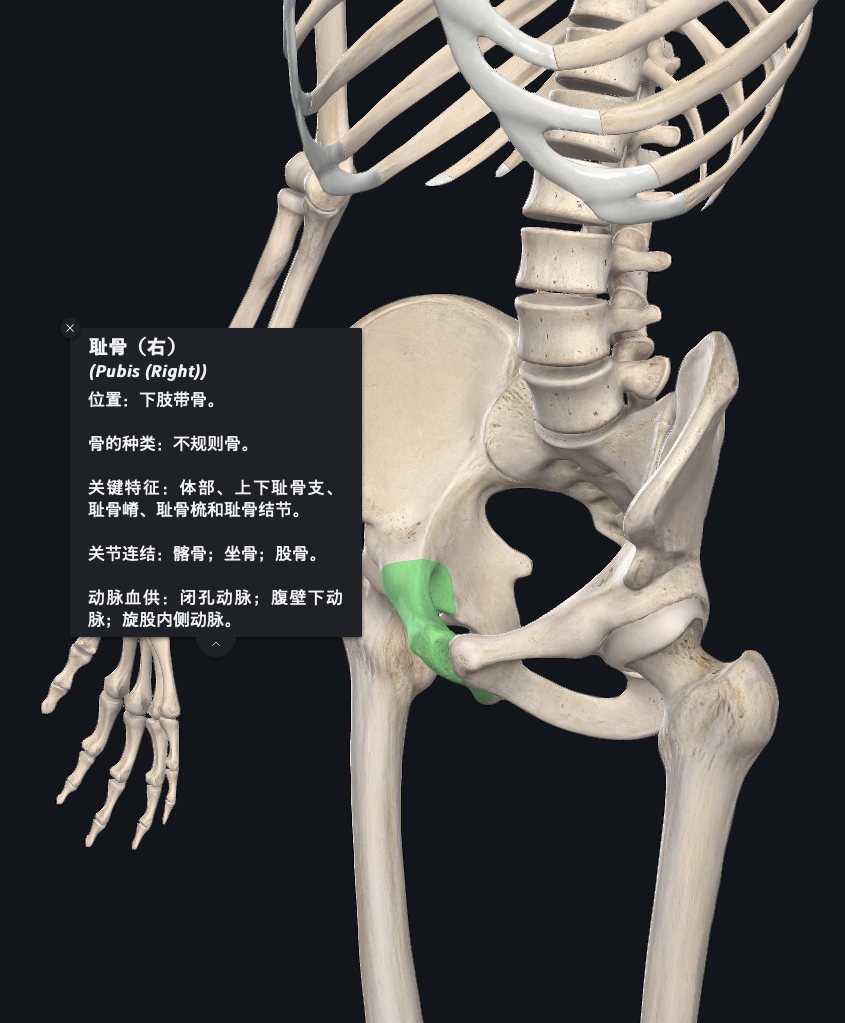 耻骨（右）
(Pubis (Right))
位置：下肢带骨。
骨的种类：不规则骨。
关键特征：体部、上下耻骨支、
耻骨嵴、耻骨梳和耻骨结节。
关节连结：髂骨；坐骨；股骨。
动脉血供：闭孔动脉；腹壁下动
脉；旋股内侧动脉。